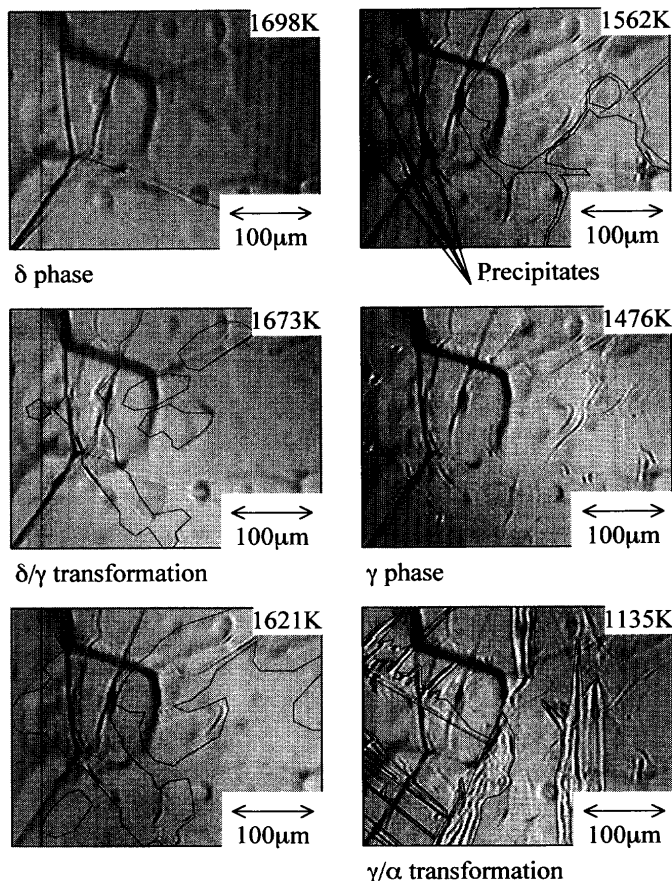 1698K
100μm
δ phase
1562K
100μm
Precipitates
1673K
100μm
δ/γ transformation
1476K
100μm
γ phase
1621K
100μm
1135K
100μm
γ/α transformation